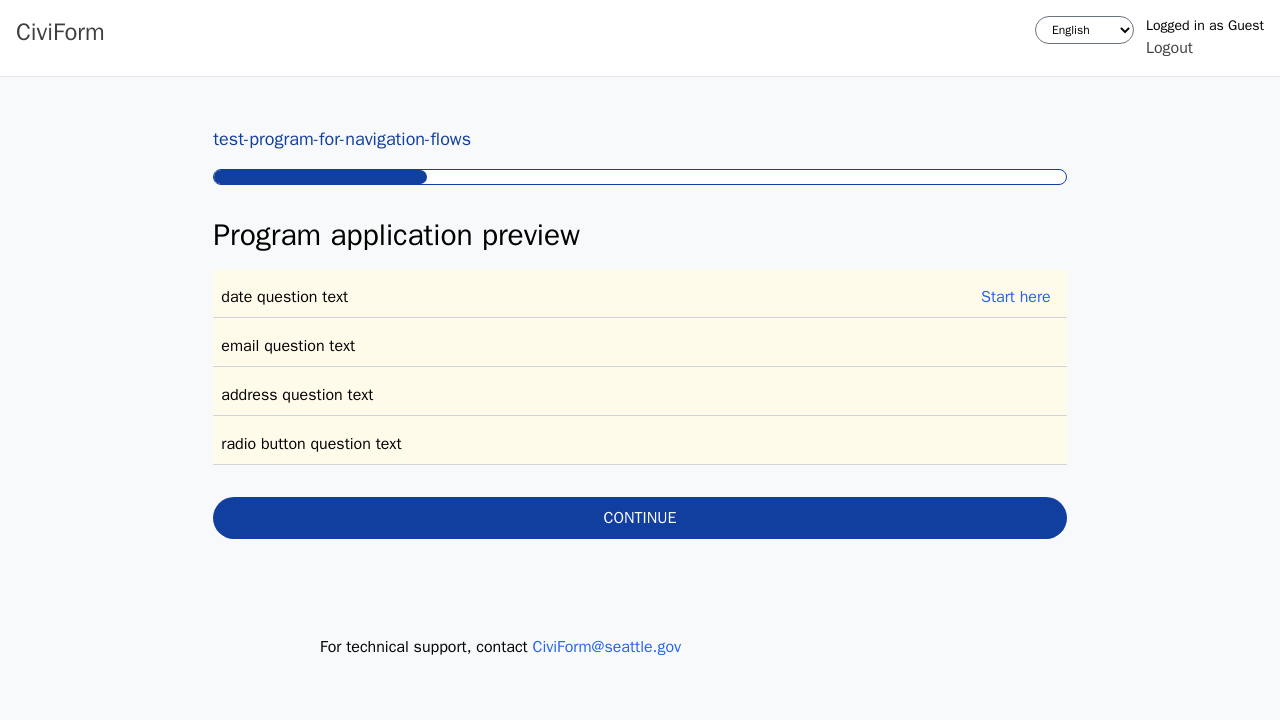 CiviForm
English
Logged in as Guest
Logout
test-program-for-navigation-flows
Program application preview
date question text
Start here
email question text
address question text
radio button question text
CONTINUE
For technical support, contact CiviForm@seattle.gov